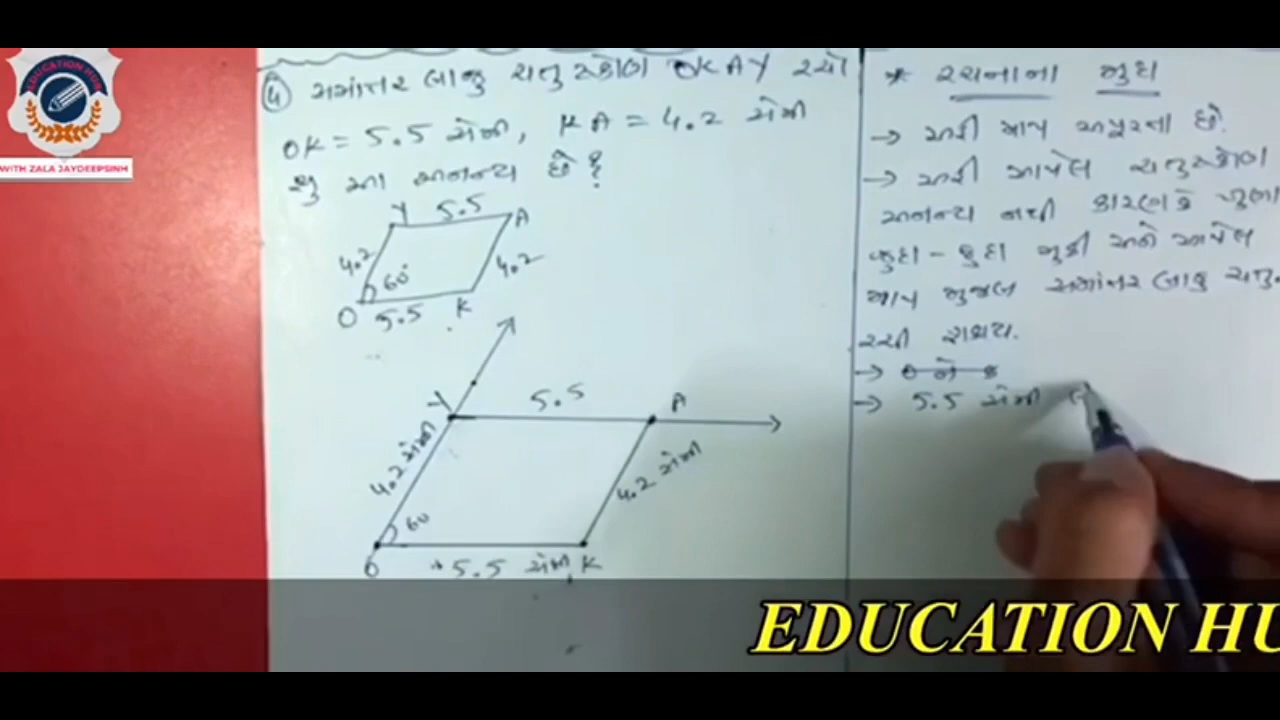 EDUCATION HUB
WITH ZALA JAYDEEPSINH
④ સમાંતર બાજુ ચતુષ્કોણ OKAY રચો
OK = 5.5 સેમી, KA = 4.2 સેમી
શુ આ અનન્ય છે?
Y 5.5 A
4.2 60° 4.2
O 5.5 K
Y 5.5 A
4.2 સેમી 60 4.2 સેમી
O 5.5 સેમી K
* રચનાના મુદ્દા
→ અહી માપ અપૂરતા છે.
→ અહી આપેલ ચતુષ્કોણ
અનન્ય નથી કારણકે ખુણા
જુદા - જુદા મુકી અને આપેલ
માપ મુજબ સમાંતર બાજુ ચતુ
રચી શકાય.
→
→ 5.5 સેમી
EDUCATION HU